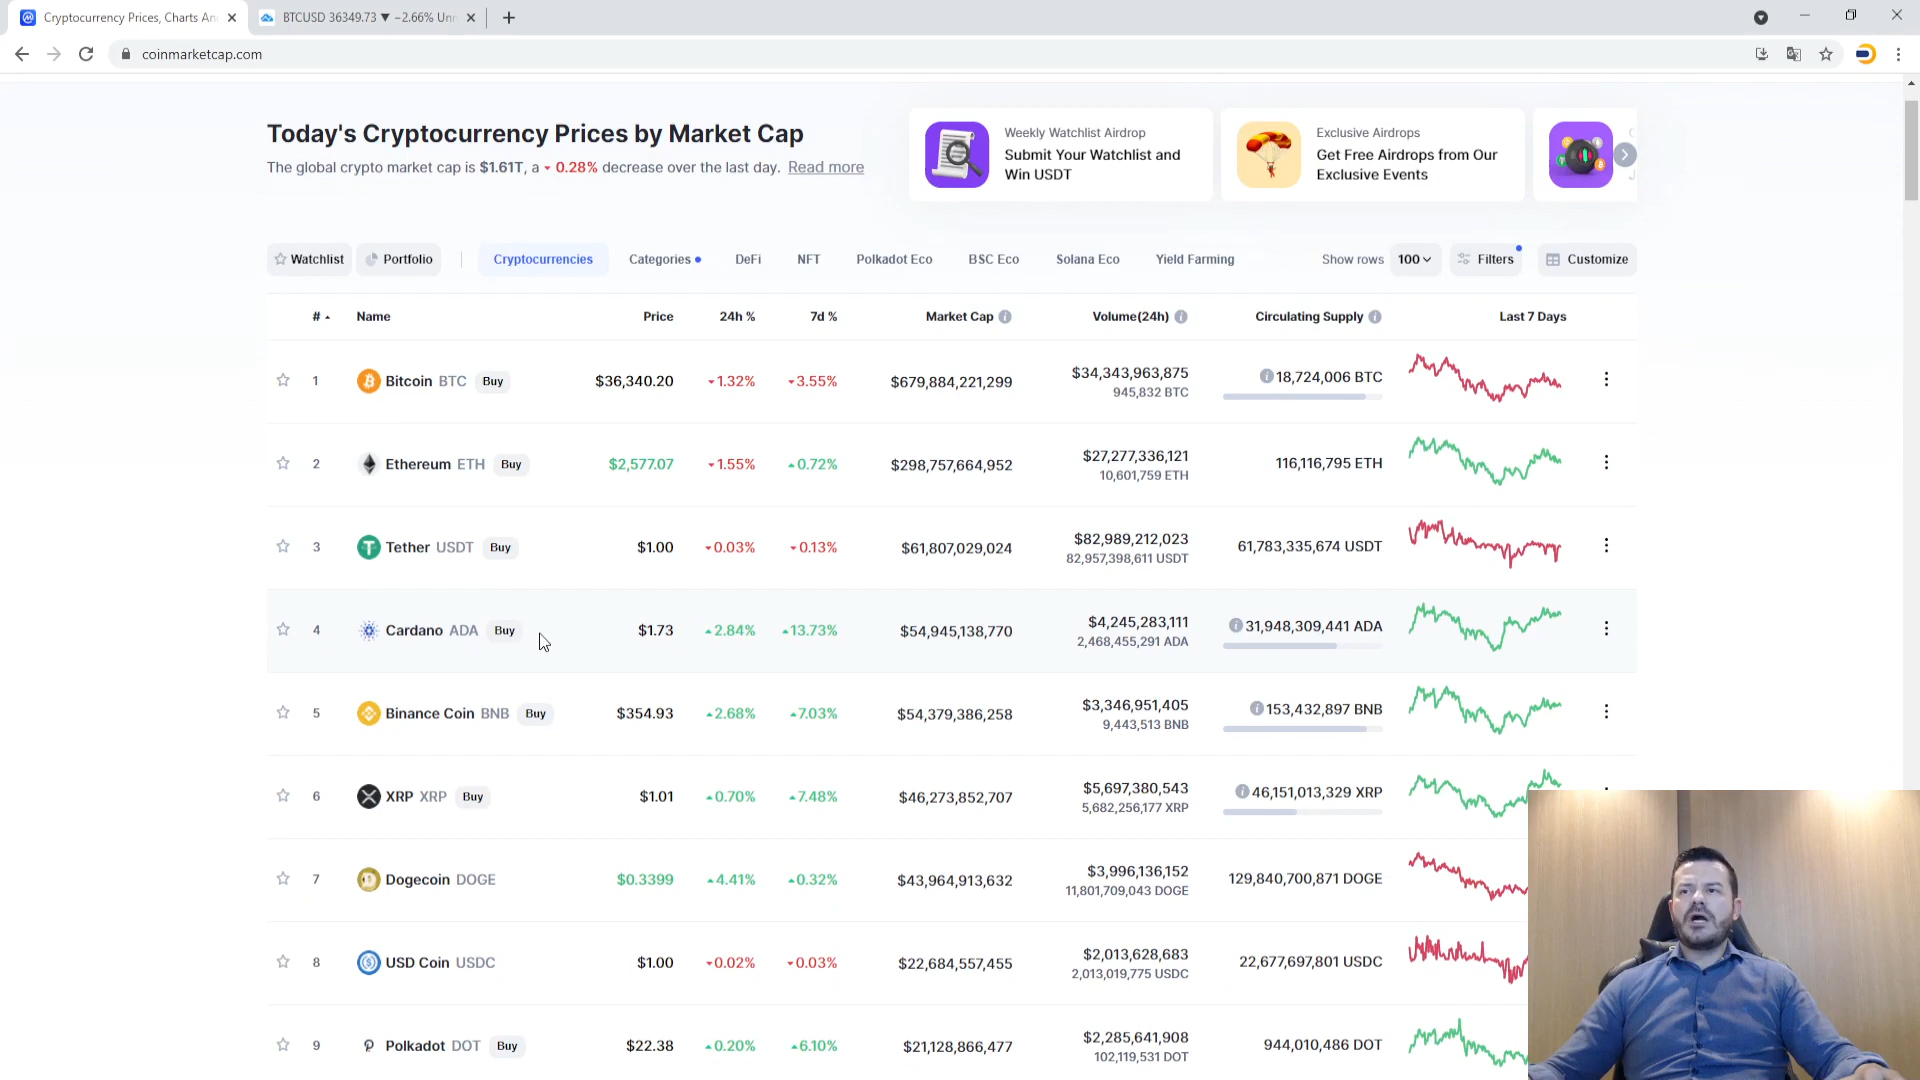 Cryptocurrency Prices, Charts An
BTCUSD 36349.73 ▼ −2.66% Unn
coinmarketcap.com
Today's Cryptocurrency Prices by Market Cap
The global crypto market cap is $1.61T, a 0.28% decrease over the last day. Read more
Weekly Watchlist Airdrop
Submit Your Watchlist and
Win USDT
Exclusive Airdrops
Get Free Airdrops from Our
Exclusive Events
Watchlist Portfolio Cryptocurrencies Categories DeFi NFT Polkadot Eco BSC Eco Solana Eco Yield Farming Show rows 100 Filters Customize
# Name Price 24h % 7d % Market Cap Volume(24h) Circulating Supply Last 7 Days
1 Bitcoin BTC Buy $36,340.20 1.32% 3.55% $679,884,221,299 $34,343,963,875 18,724,006 BTC
945,832 BTC
2 Ethereum ETH Buy $2,577.07 1.55% 0.72% $298,757,664,952 $27,277,336,121 116,116,795 ETH
10,601,759 ETH
3 Tether USDT Buy $1.00 0.03% 0.13% $61,807,029,024 $82,989,212,023 61,783,335,674 USDT
82,957,398,611 USDT
4 Cardano ADA Buy $1.73 2.84% 13.73% $54,945,138,770 $4,245,283,111 31,948,309,441 ADA
2,468,455,291 ADA
5 Binance Coin BNB Buy $354.93 2.68% 7.03% $54,379,386,258 $3,346,951,405 153,432,897 BNB
9,443,513 BNB
6 XRP XRP Buy $1.01 0.70% 7.48% $46,273,852,707 $5,697,380,543 46,151,013,329 XRP
5,682,256,177 XRP
7 Dogecoin DOGE $0.3399 4.41% 0.32% $43,964,913,632 $3,996,136,152 129,840,700,871 DOGE
11,801,709,043 DOGE
8 USD Coin USDC $1.00 0.02% 0.03% $22,684,557,455 $2,013,628,683 22,677,697,801 USDC
2,013,019,775 USDC
9 Polkadot DOT Buy $22.38 0.20% 6.10% $21,128,866,477 $2,285,641,908 944,010,486 DOT
102,119,531 DOT